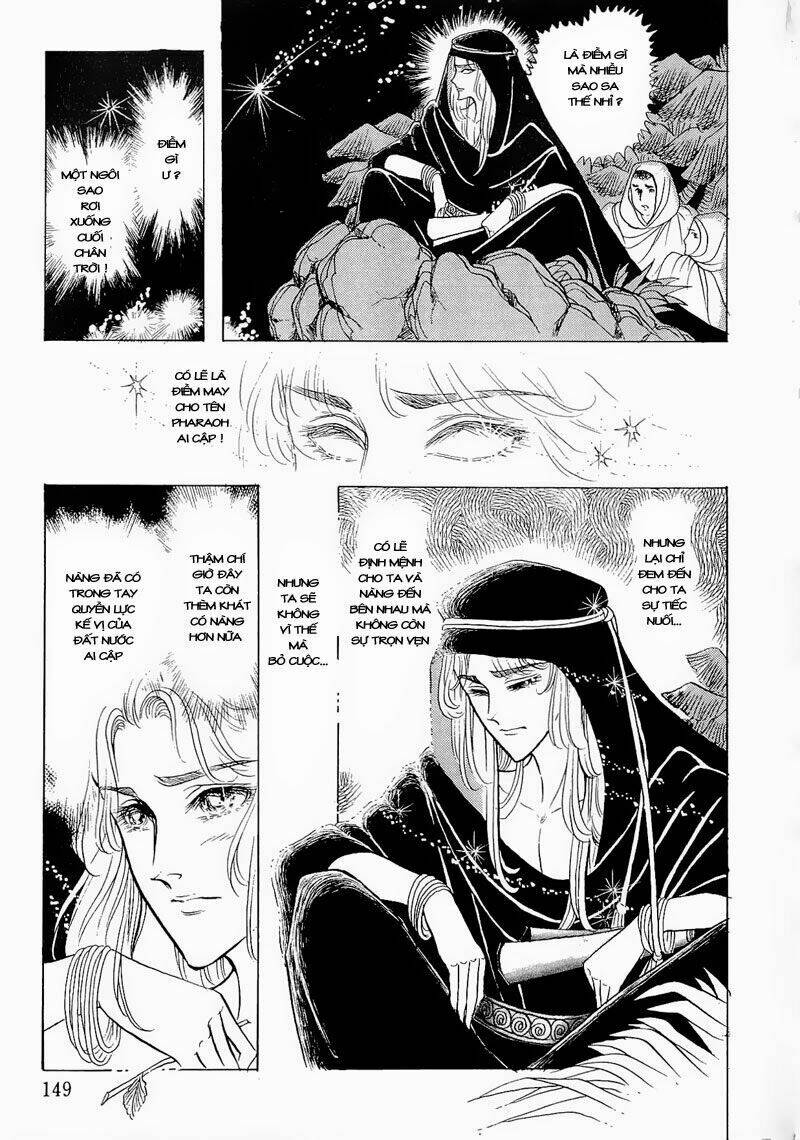 LÀ ĐIỀM GÌ
MÀ NHIỀU
SAO SA
THẾ NHỈ ?
ĐIỀM
GÌ
Ư ?
MỘT NGÔI
SAO
RƠI
XUỐNG
CUỐI
CHÂN
TRỜI !
CÓ LẼ LÀ
ĐIỀM MAY
CHO TÊN
PHARAOH
AI CẬP !
NHƯNG
LẠI CHỈ
ĐEM ĐẾN
CHO TA
SỰ TIẾC
NUỐI...
CÓ LẼ
ĐỊNH MỆNH
CHO TA VÀ
NÀNG ĐẾN
BÊN NHAU MÀ
KHÔNG CÒN
SỰ TRỌN VẸN
NHƯNG
TA SẼ
KHÔNG
VÌ THẾ
MÀ
BỎ CUỘC...
THẬM CHÍ
GIỜ ĐÂY
TA CÒN
THÈM KHÁT
CÓ NÀNG
HƠN NỮA
NÀNG ĐÃ CÓ
TRONG TAY
QUYỀN LỰC
KẾ VỊ CỦA
ĐẤT NƯỚC
AI CẬP
149